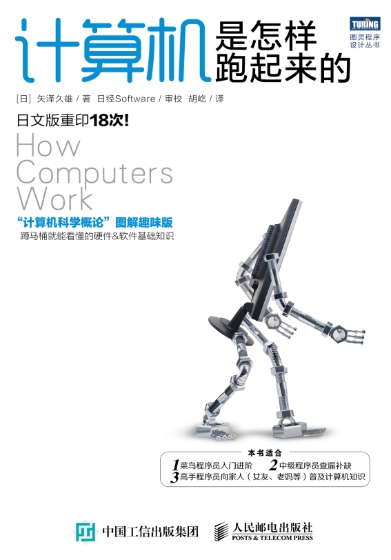 TURING
图灵程序
设计丛书
计算机是怎样
跑起来的
[日] 矢泽久雄/著 日经Software/审校 胡屹/译
日文版重印18次!
How
Computers
Work
“计算机科学概论”图解趣味版
蹲马桶就能看懂的硬件&软件基础知识
本书适合
1菜鸟程序员入门进阶 2中级程序员查漏补缺
3高手程序员向家人(女友、老妈等)普及计算机知识
中国工信出版集团 人民邮电出版社
POSTS & TELECOM PRESS